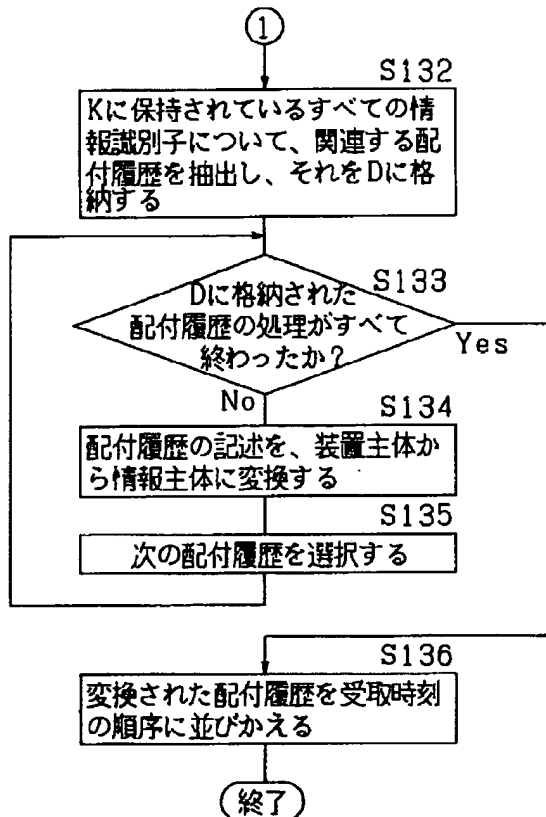 1
S132
Kに保持されているすべての情
報識別子について、関連する配
付履歴を抽出し、それをDに格
納する
S133
Dに格納された
配付履歴の処理がすべて
終わったか?
Yes
No
S134
配付履歴の記述を、装置主体か
ら情報主体に変換する
S135
次の配付履歴を選択する
S136
変換された配付履歴を受取時刻
の順序に並びかえる
終了